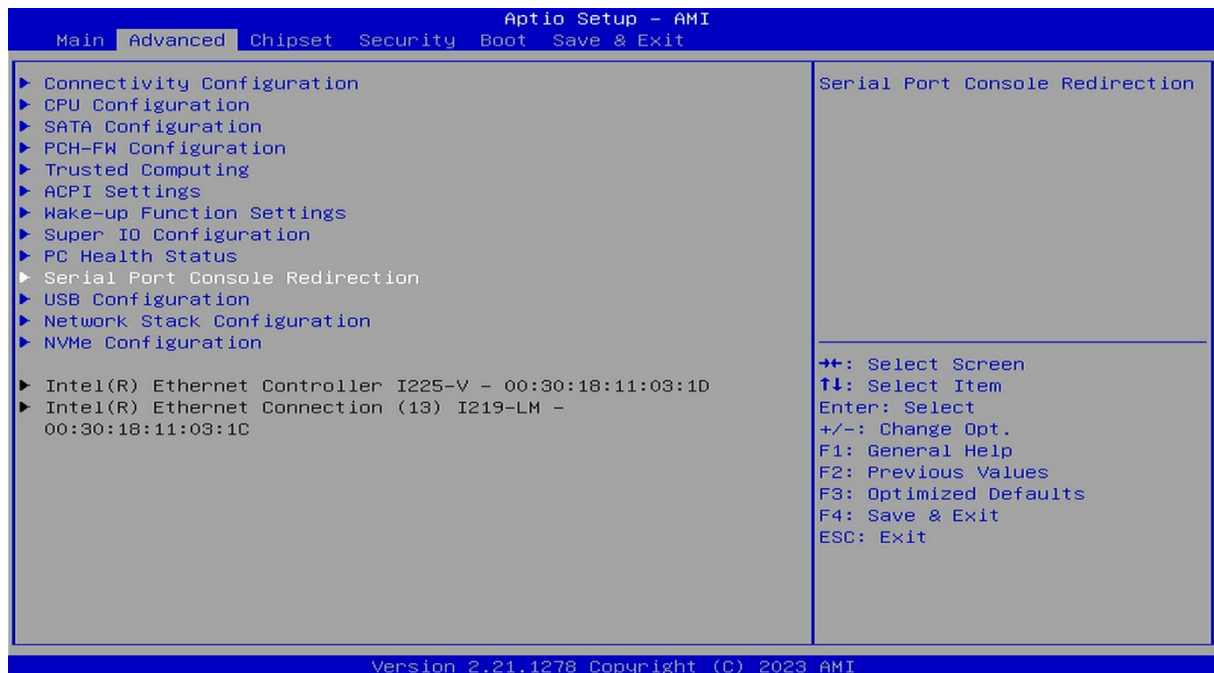 Aptio Setup – AMI
Main Advanced Chipset Security Boot Save & Exit
► Connectivity Configuration
► CPU Configuration
► SATA Configuration
► PCH-FW Configuration
► Trusted Computing
► ACPI Settings
► Wake-up Function Settings
► Super IO Configuration
► PC Health Status
► Serial Port Console Redirection
► USB Configuration
► Network Stack Configuration
► NVMe Configuration
► Intel(R) Ethernet Controller I225-V – 00:30:18:11:03:1D
► Intel(R) Ethernet Connection (13) I219-LM –
00:30:18:11:03:1C
Serial Port Console Redirection
→←: Select Screen
↑↓: Select Item
Enter: Select
+/-: Change Opt.
F1: General Help
F2: Previous Values
F3: Optimized Defaults
F4: Save & Exit
ESC: Exit
Version 2.21.1278 Copyright (C) 2023 AMI